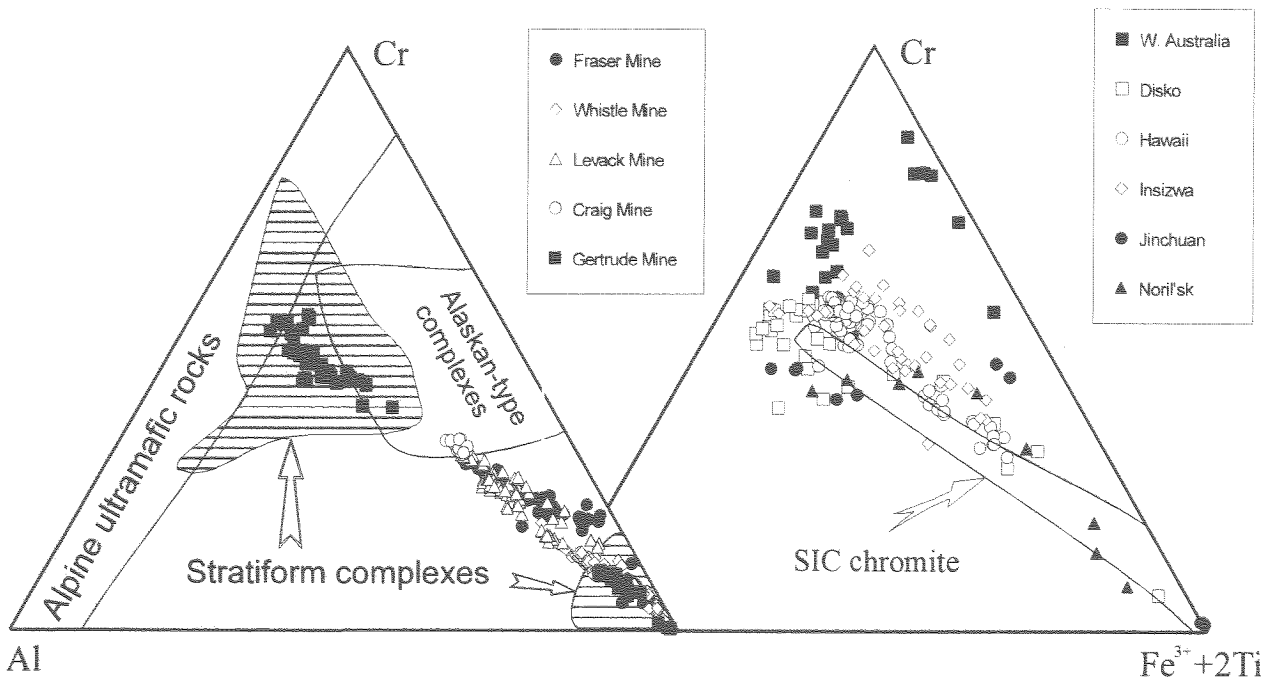 Cr
Fraser Mine
Whistle Mine
Levack Mine
Craig Mine
Gertrude Mine
Cr
W. Australia
Disko
Hawaii
Insizwa
Jinchuan
Noril'sk
Alpine ultramafic rocks
Alaskan-type
complexes
Stratiform complexes
SIC chromite
Al
Fe³⁺+2Ti